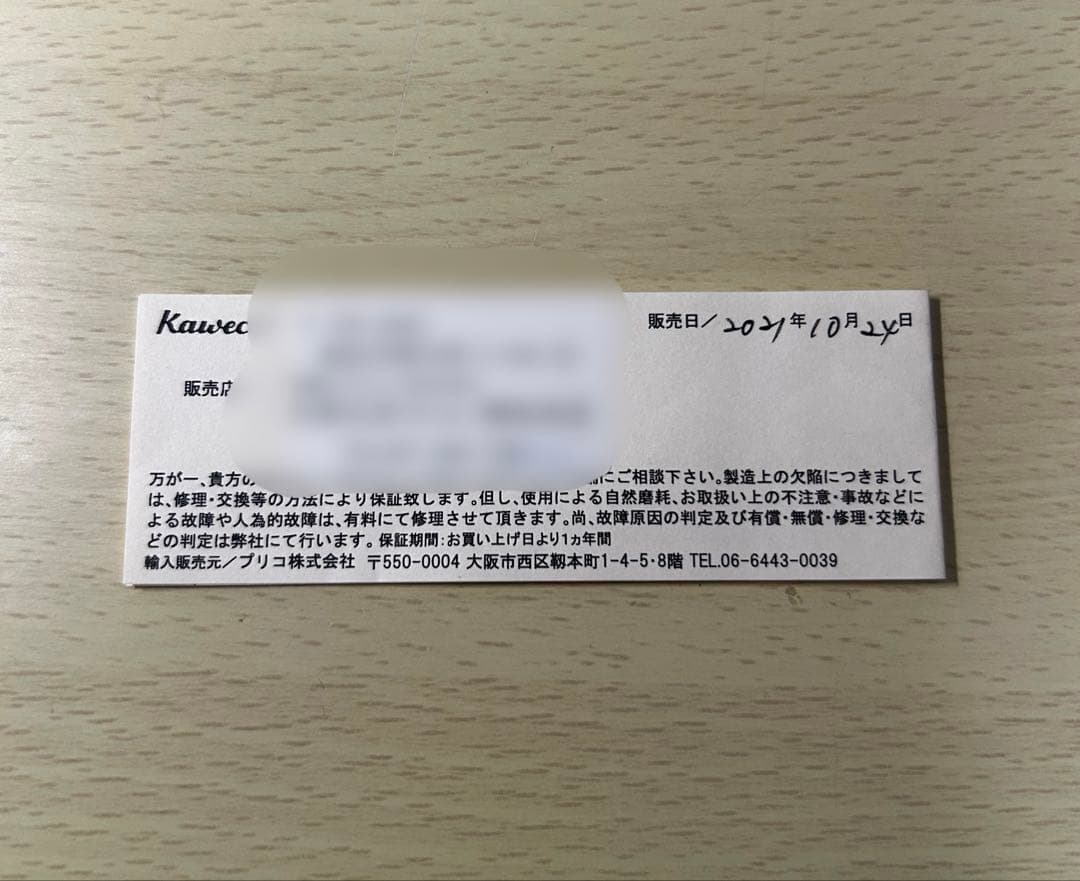 Kawec
販売日／2021年10月24日
販売店
万が一、貴方の にご相談下さい。製造上の欠陥につきまして
は、修理・交換等の方法により保証致します。但し、使用による自然磨耗、お取扱い上の不注意・事故などに
よる故障や人為的故障は、有料にて修理させて頂きます。尚、故障原因の判定及び有償・無償・修理・交換な
どの判定は弊社にて行います。保証期間：お買い上げ日より1ヵ年間
輸入販売元／プリコ株式会社 〒550-0004 大阪市西区靱本町1-4-5・8階 TEL.06-6443-0039